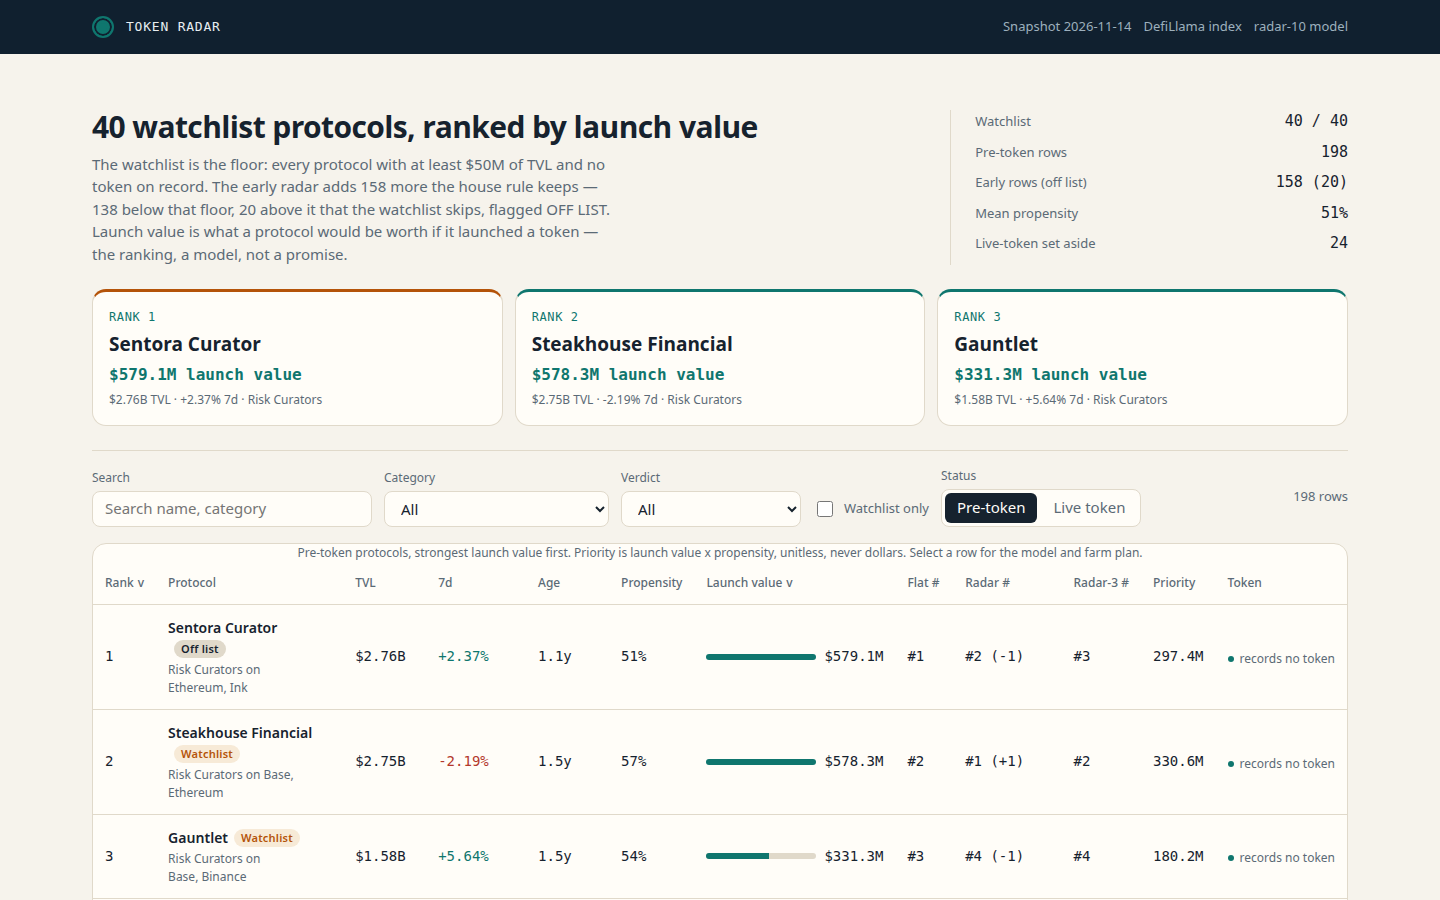 TOKEN RADAR
Snapshot 2026-11-14 DefiLlama index radar-10 model
40 watchlist protocols, ranked by launch value
The watchlist is the floor: every protocol with at least $50M of TVL and no
token on record. The early radar adds 158 more the house rule keeps —
138 below that floor, 20 above it that the watchlist skips, flagged OFF LIST.
Launch value is what a protocol would be worth if it launched a token —
the ranking, a model, not a promise.
Watchlist 40 / 40
Pre-token rows 198
Early rows (off list) 158 (20)
Mean propensity 51%
Live-token set aside 24
RANK 1
Sentora Curator
$579.1M launch value
$2.76B TVL · +2.37% 7d · Risk Curators
RANK 2
Steakhouse Financial
$578.3M launch value
$2.75B TVL · -2.19% 7d · Risk Curators
RANK 3
Gauntlet
$331.3M launch value
$1.58B TVL · +5.64% 7d · Risk Curators
Search
Search name, category
Category
All
Verdict
All
Watchlist only
Status
Pre-token Live token
198 rows
Pre-token protocols, strongest launch value first. Priority is launch value x propensity, unitless, never dollars. Select a row for the model and farm plan.
Rank v Protocol TVL 7d Age Propensity Launch value v Flat # Radar # Radar-3 # Priority Token
Sentora Curator
Off list
1 $2.76B +2.37% 1.1y 51% $579.1M #1 #2 (-1) #3 297.4M records no token
Risk Curators on
Ethereum, Ink
Steakhouse Financial
Watchlist
2 $2.75B -2.19% 1.5y 57% $578.3M #2 #1 (+1) #2 330.6M records no token
Risk Curators on Base,
Ethereum
Gauntlet Watchlist
3 $1.58B +5.64% 1.5y 54% $331.3M #3 #4 (-1) #4 180.2M records no token
Risk Curators on
Base, Binance